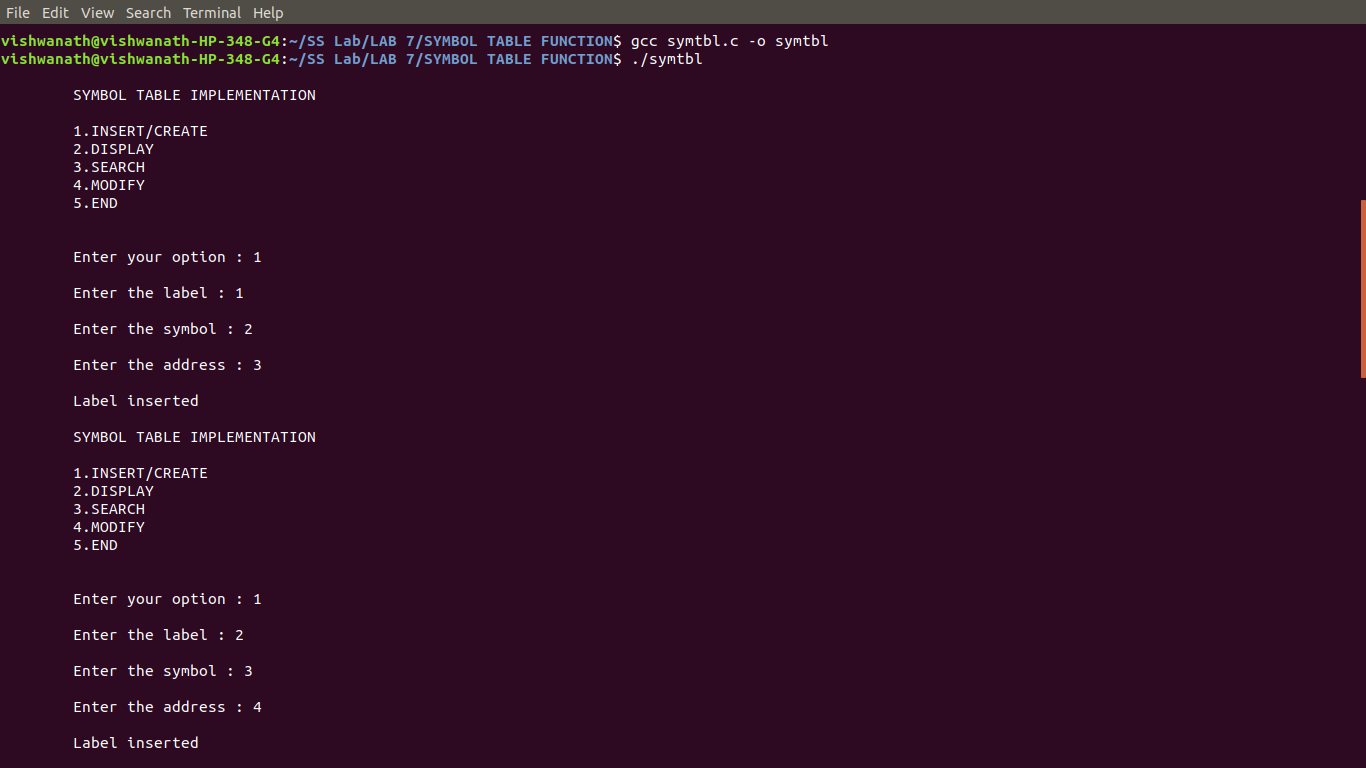 File Edit View Search Terminal Help
vishwanath@vishwanath-HP-348-G4:~/SS Lab/LAB 7/SYMBOL TABLE FUNCTION$ gcc symtbl.c -o symtbl
vishwanath@vishwanath-HP-348-G4:~/SS Lab/LAB 7/SYMBOL TABLE FUNCTION$ ./symtbl
SYMBOL TABLE IMPLEMENTATION
1.INSERT/CREATE
2.DISPLAY
3.SEARCH
4.MODIFY
5.END
Enter your option : 1
Enter the label : 1
Enter the symbol : 2
Enter the address : 3
Label inserted
SYMBOL TABLE IMPLEMENTATION
1.INSERT/CREATE
2.DISPLAY
3.SEARCH
4.MODIFY
5.END
Enter your option : 1
Enter the label : 2
Enter the symbol : 3
Enter the address : 4
Label inserted